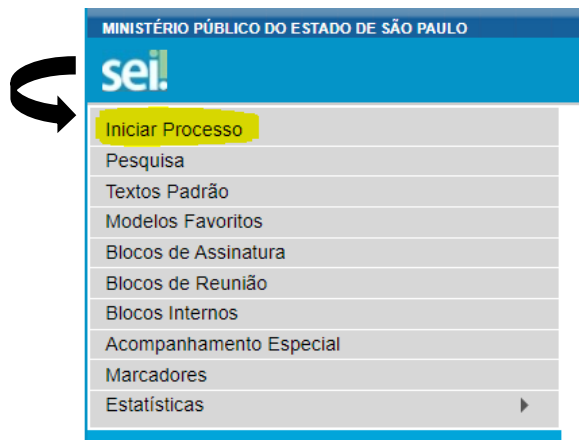 MINISTÉRIO PÚBLICO DO ESTADO DE SÃO PAULO
sei!
Iniciar Processo
Pesquisa
Textos Padrão
Modelos Favoritos
Blocos de Assinatura
Blocos de Reunião
Blocos Internos
Acompanhamento Especial
Marcadores
Estatísticas